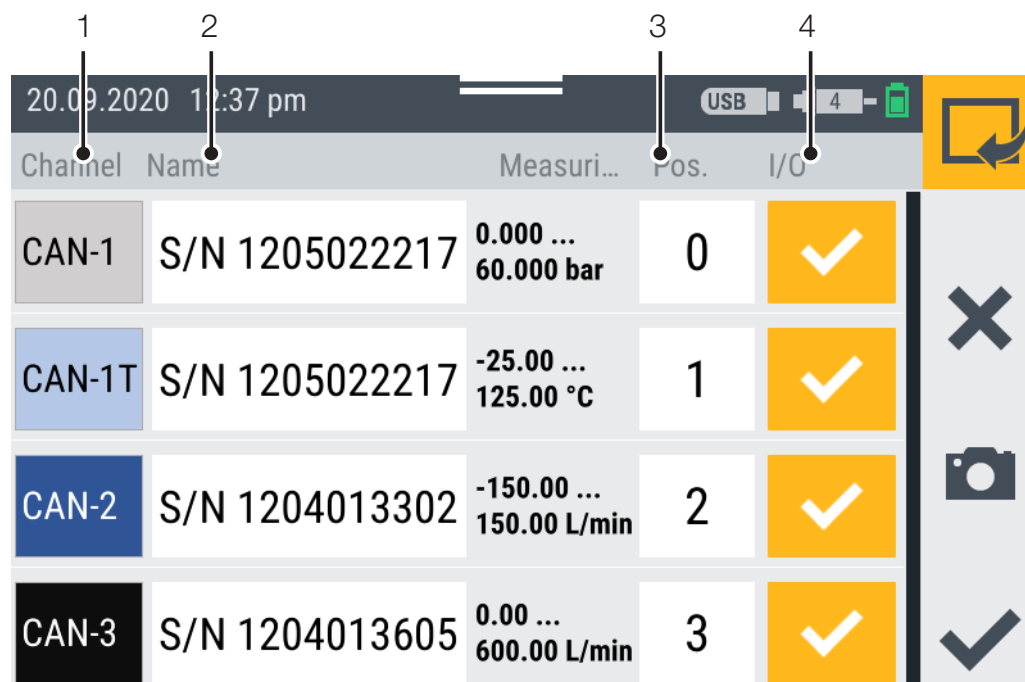 1 2 3 4
20.09.2020 12:37 pm USB 4
Channel Name Measuri... Pos. I/O
CAN-1 S/N 1205022217 0.000 ... 0
60.000 bar
CAN-1T S/N 1205022217 -25.00 ... 1
125.00 °C
CAN-2 S/N 1204013302 -150.00 ... 2
150.00 L/min
CAN-3 S/N 1204013605 0.00 ... 3
600.00 L/min